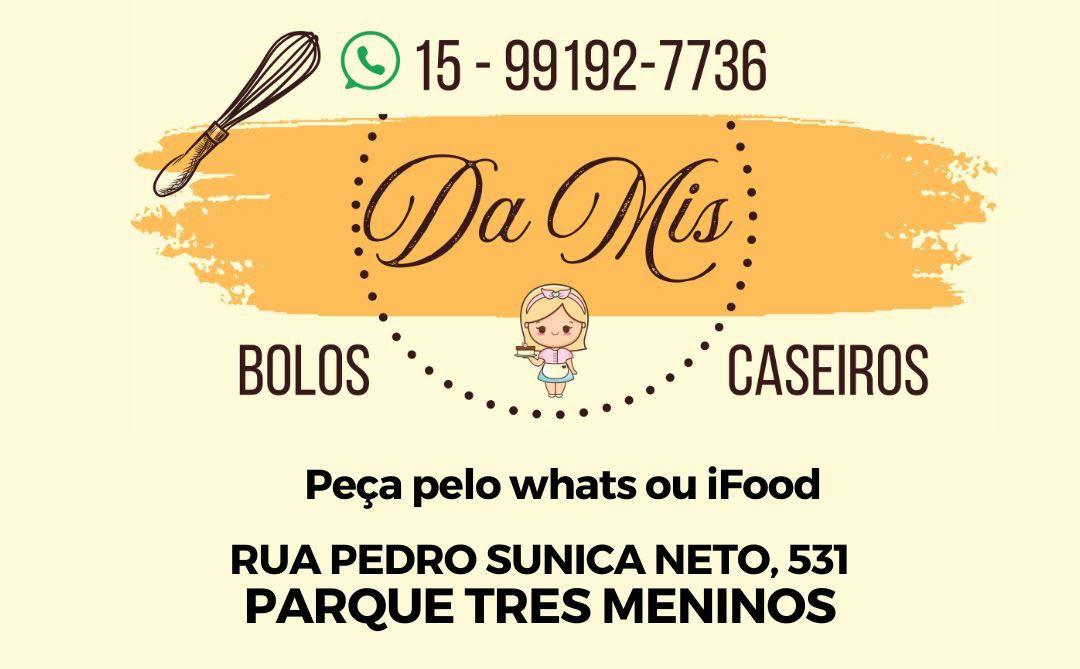 15 - 99192-7736
Da Mis
BOLOS CASEIROS
Peça pelo whats ou iFood
RUA PEDRO SUNICA NETO, 531
PARQUE TRES MENINOS